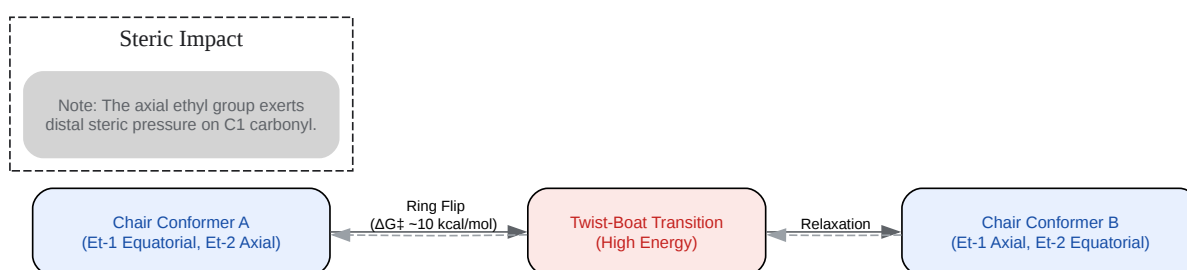 Steric Impact
Note: The axial ethyl group exerts
distal steric pressure on C1 carbonyl.
Chair Conformer A
(Et-1 Equatorial, Et-2 Axial)
Ring Flip
(ΔG‡ ~10 kcal/mol)
Twist-Boat Transition
(High Energy)
Relaxation
Chair Conformer B
(Et-1 Axial, Et-2 Equatorial)